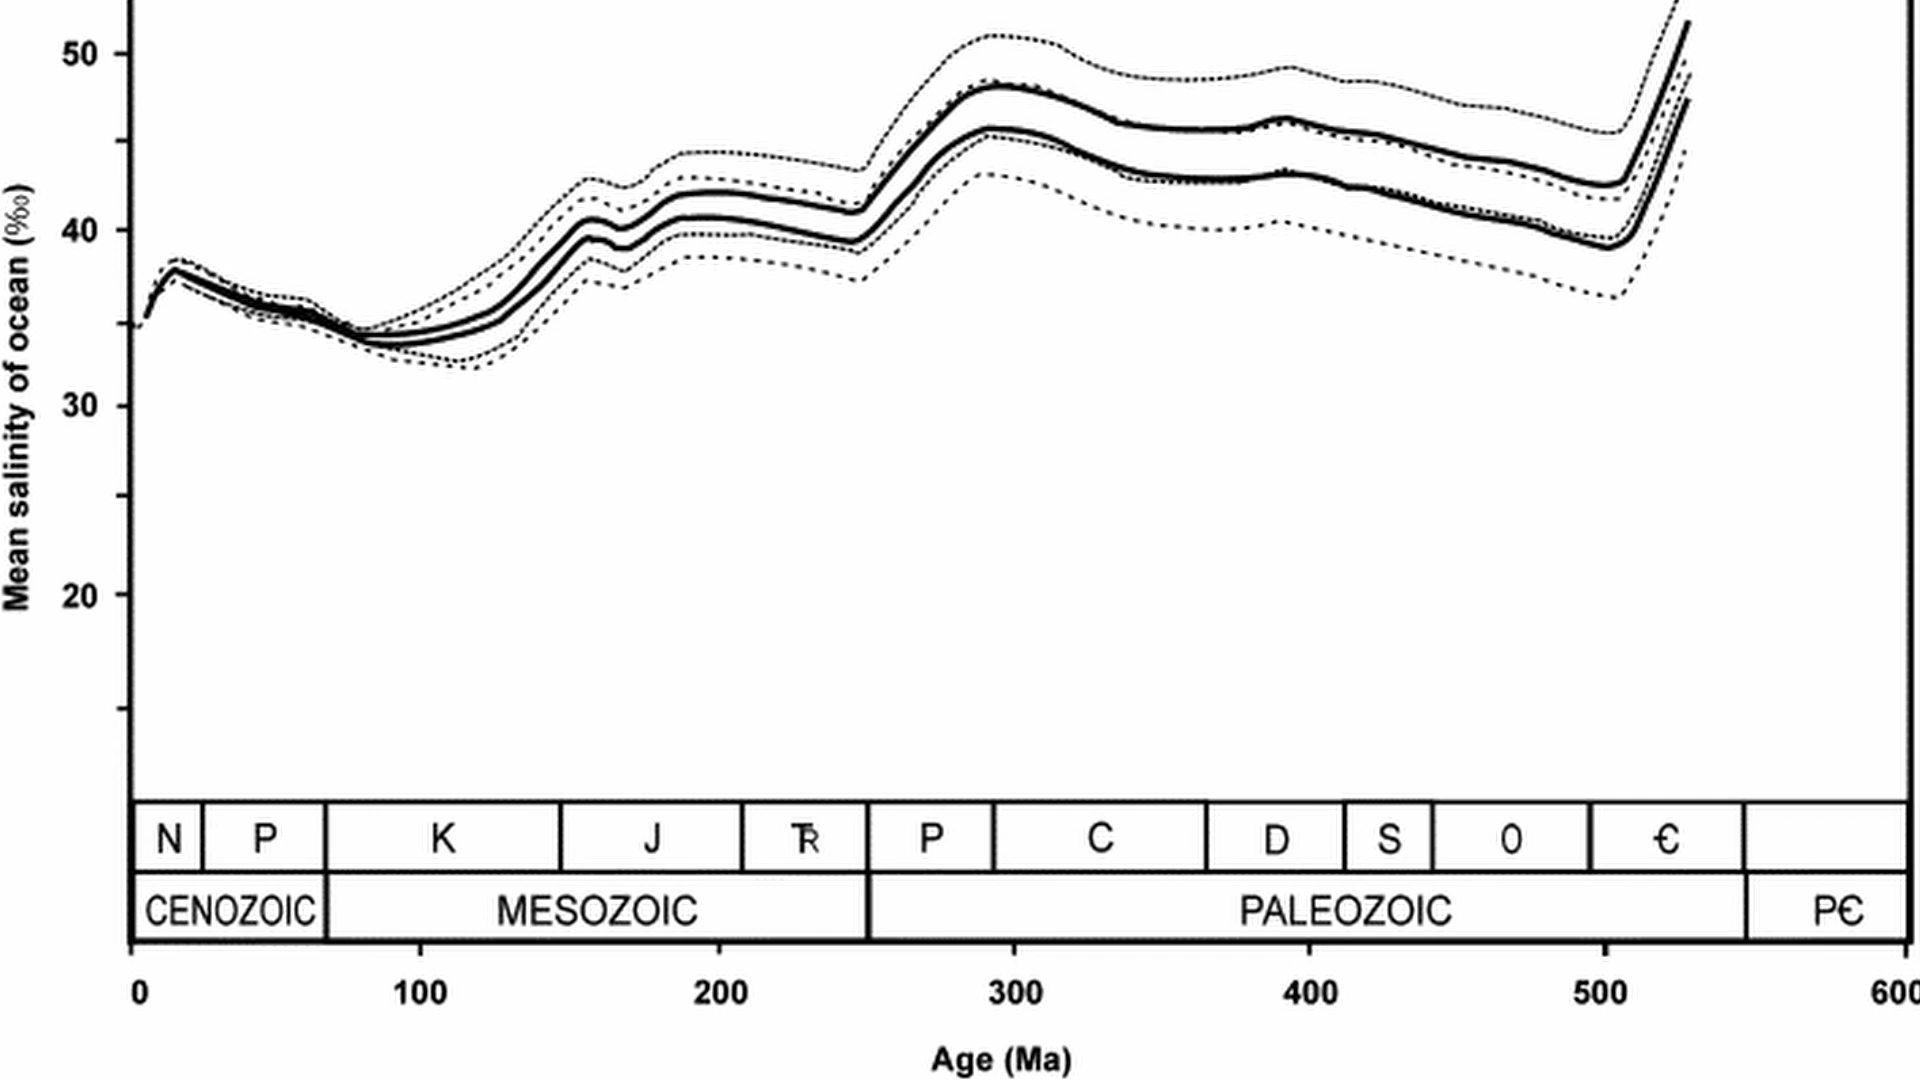 50
40
30
20
Mean salinity of ocean (‰)
N P K J TR P C D S O Є
CENOZOIC MESOZOIC PALEOZOIC PЄ
0 100 200 300 400 500 600
Age (Ma)